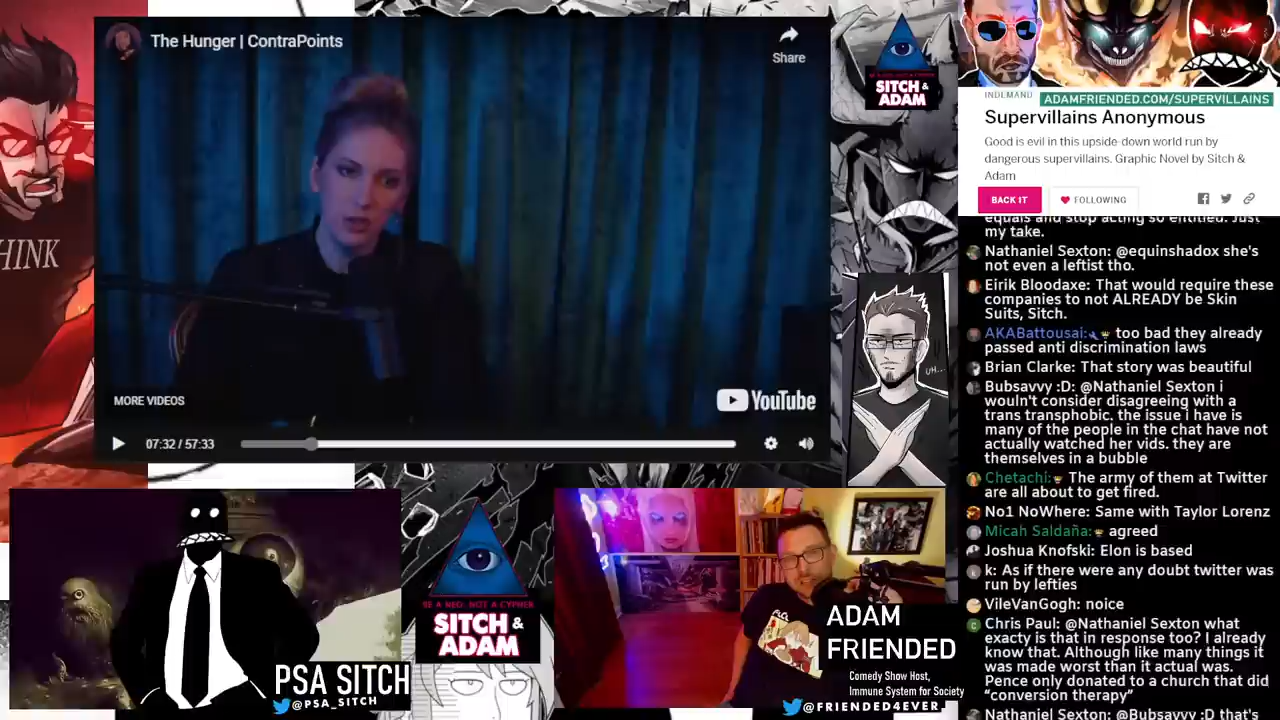 The Hunger | ContraPoints
Share
MORE VIDEOS
YouTube
07:32 / 57:33
HINK
SITCH &
ADAM
UH...
INDEMAND
ADAMFRIENDED.COM/SUPERVILLAINS
Supervillains Anonymous
Good is evil in this upside-down world run by
dangerous supervillains. Graphic Novel by Sitch &
Adam
BACK IT
FOLLOWING
equals and stop acting so entitled. Just
my take.
Nathaniel Sexton: @equinshadox she's
not even a leftist tho.
Eirik Bloodaxe: That would require these
companies to not ALREADY be Skin
Suits, Sitch.
AKABattousai: too bad they already
passed anti discrimination laws
Brian Clarke: That story was beautiful
Bubsavvy :D: @Nathaniel Sexton i
wouln't consider disagreeing with a
trans transphobic. the issue i have is
many of the people in the chat have not
actually watched her vids. they are
themselves in a bubble
Chetachi: The army of them at Twitter
are all about to get fired.
No1 NoWhere: Same with Taylor Lorenz
Micah Saldaña: agreed
Joshua Knofski: Elon is based
k: As if there were any doubt twitter was
run by lefties
VileVanGogh: noice
Chris Paul: @Nathaniel Sexton what
exacty is that in response too? I already
know that. Although like many things it
was made worst than it actual was.
Pence only donated to a church that did
“conversion therapy”
Nathaniel Sexton: @Bubsavvy :D that's
PSA SITCH
@PSA_SITCH
BE A NEO, NOT A CYPHER
SITCH &
ADAM
ADAM
FRIENDED
Comedy Show Host,
Immune System for Society
@FRIENDED4EVER